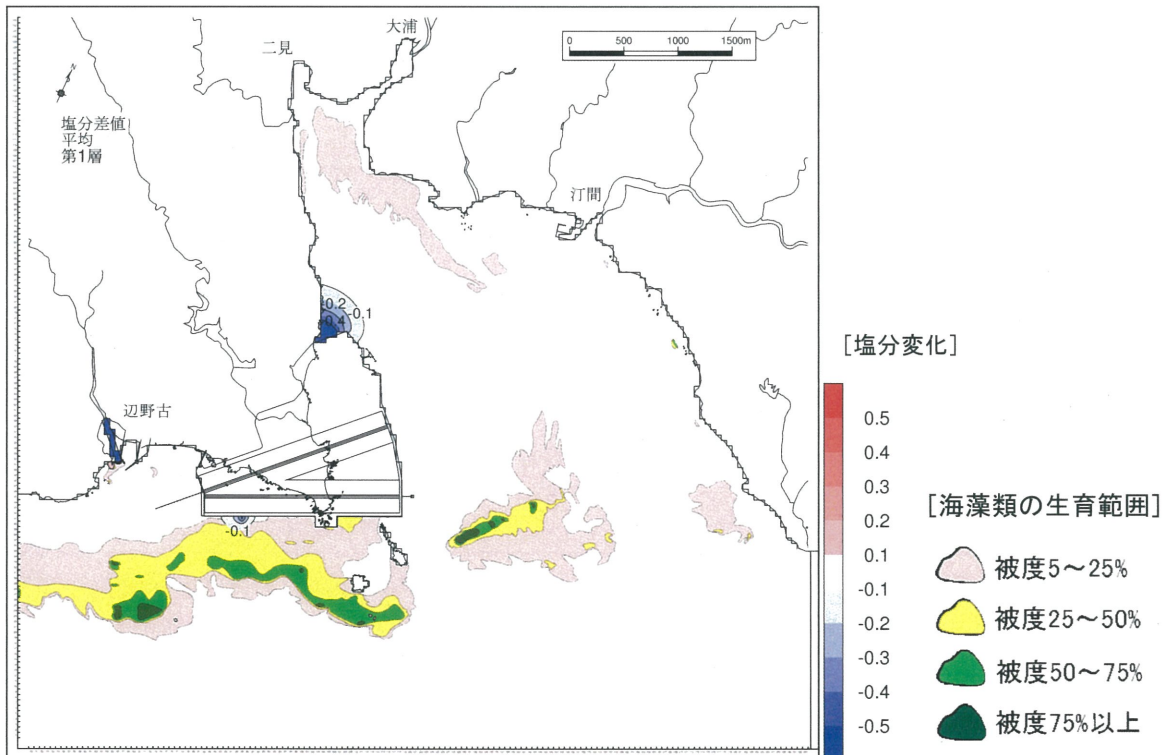 大浦
二見
0 500 1000 1500m
N
塩分差値
平均
第1層
汀間
-0.2
-0.1
-0.4
辺野古
-0.1
[塩分変化]
0.5
0.4
0.3
0.2
0.1
-0.1
-0.2
-0.3
-0.4
-0.5
[海藻類の生育範囲]
被度5～25%
被度25～50%
被度50～75%
被度75%以上